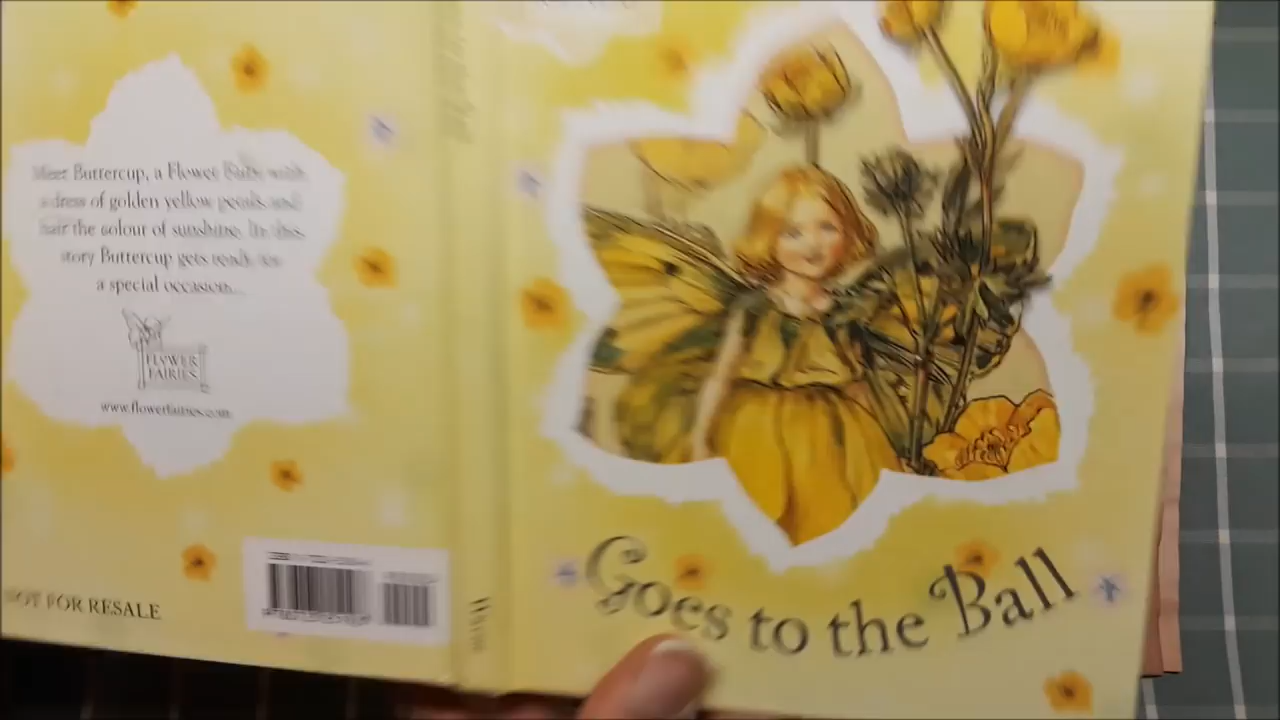 Meet Buttercup, a Flower Fairy with
a dress of golden yellow petals and
hair the colour of sunshine. In this
story Buttercup gets ready for
a special occasion...
FLOWER
FAIRIES
www.flowerfairies.com
NOT FOR RESALE
Goes to the Ball